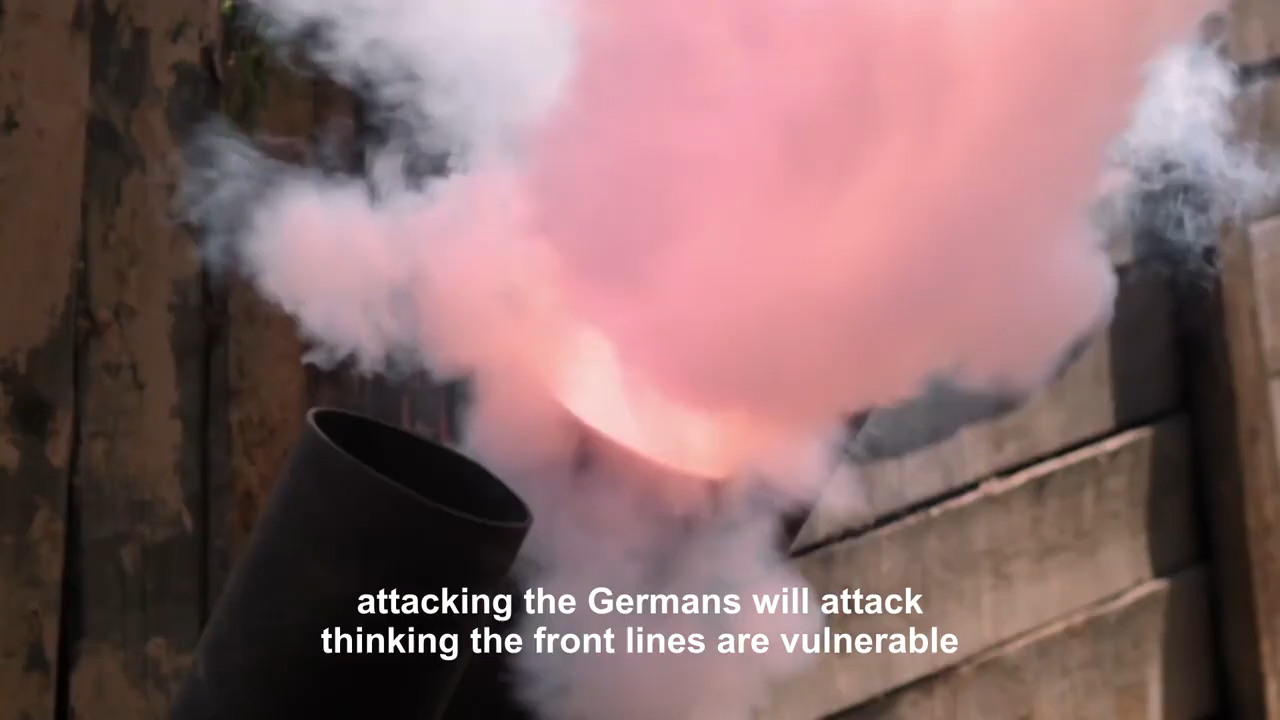 attacking the Germans will attack
thinking the front lines are vulnerable